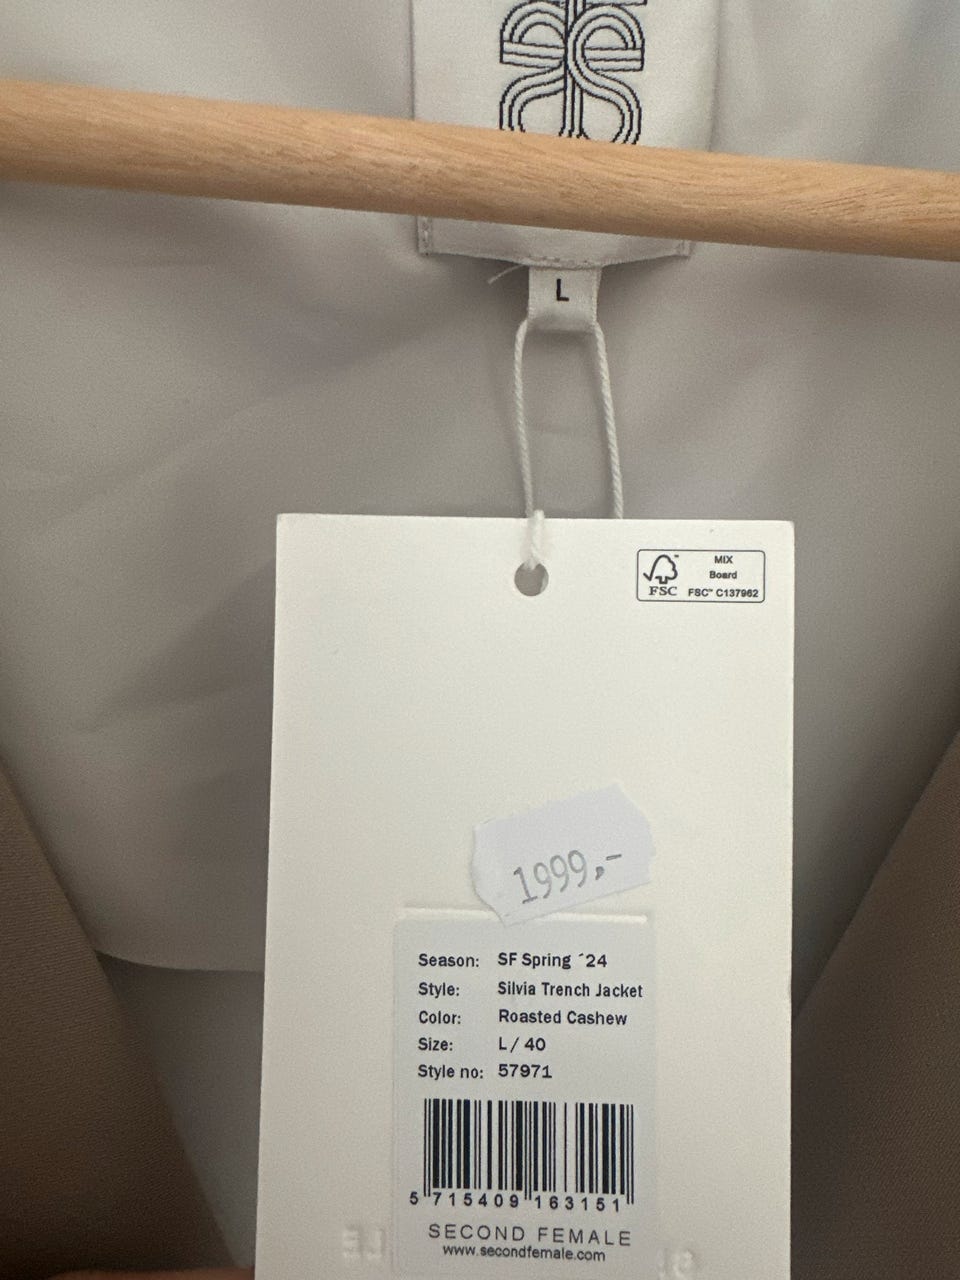 L
MIX
Board
FSC™ C137962
FSC
1999,-
Season: SF Spring ´24
Style: Silvia Trench Jacket
Color: Roasted Cashew
Size: L / 40
Style no: 57971
5 715409 163151
SECOND FEMALE
www.secondfemale.com